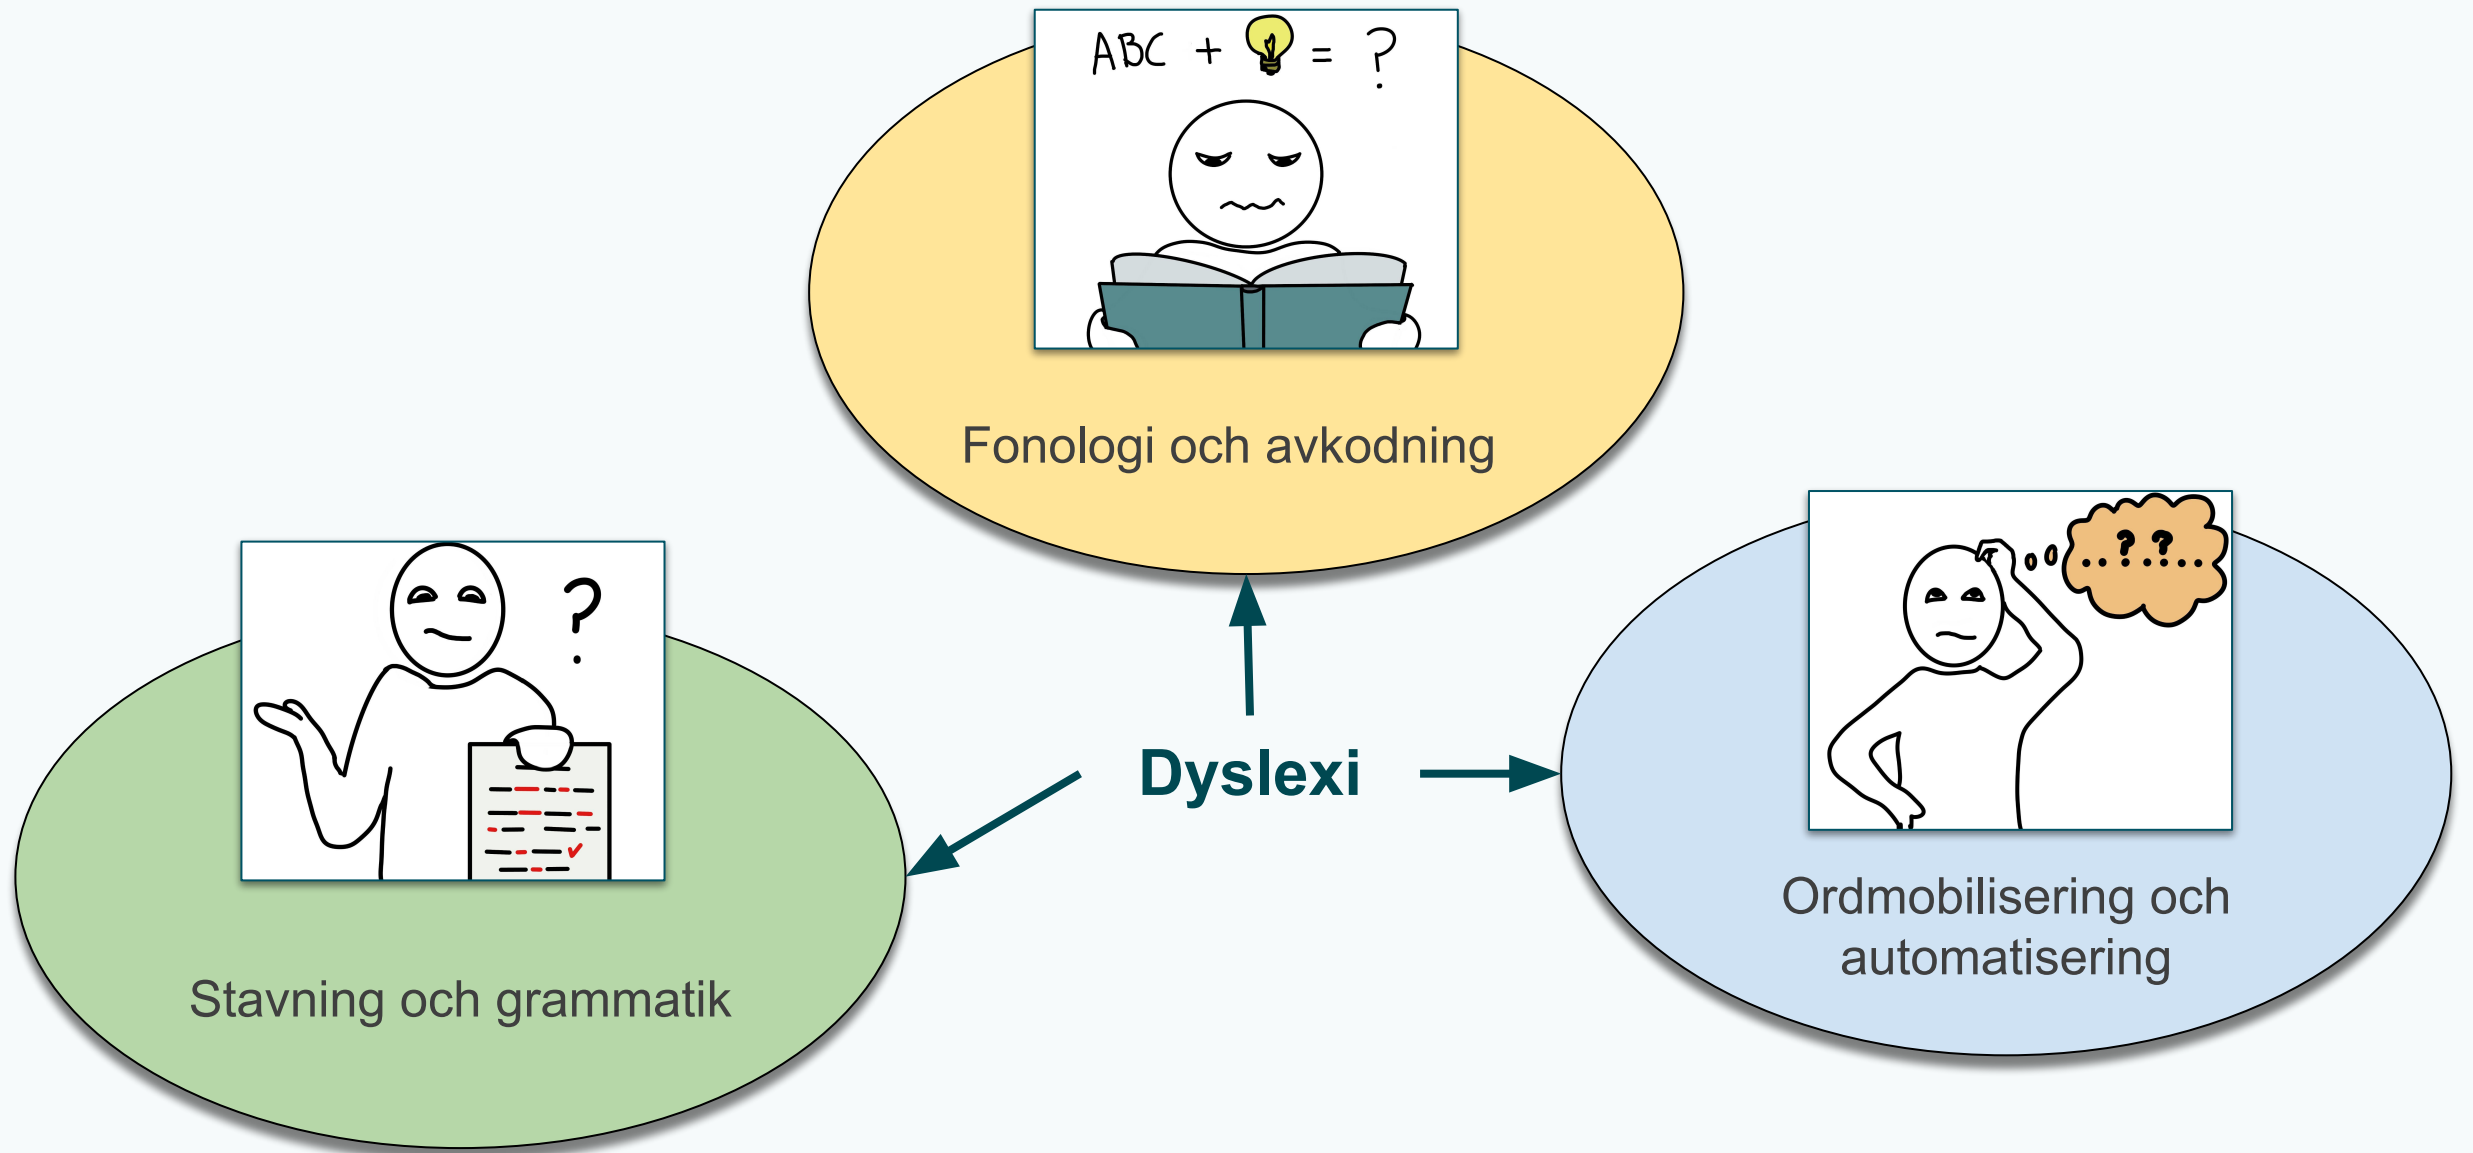 ABC + = ?
Fonologi och avkodning
? ?
.......
?
Dyslexi
Ordmobilisering och
automatisering
Stavning och grammatik